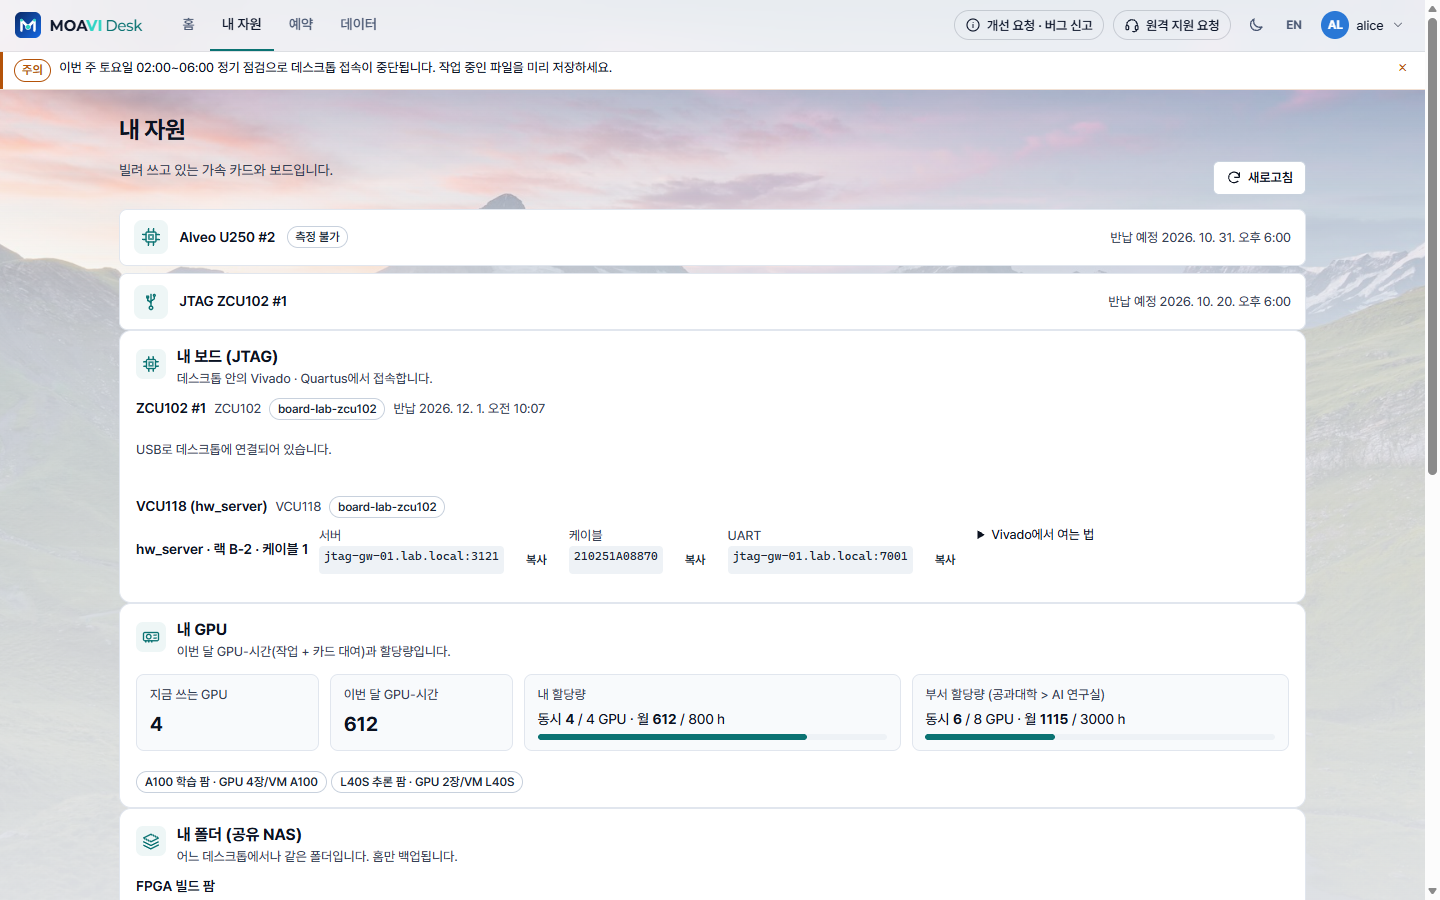 MOAVI Desk
홈
내 자원
예약
데이터
개선 요청 · 버그 신고
원격 지원 요청
EN
AL
alice
주의
이번 주 토요일 02:00~06:00 정기 점검으로 데스크톱 접속이 중단됩니다. 작업 중인 파일을 미리 저장하세요.
×
내 자원
빌려 쓰고 있는 가속 카드와 보드입니다.
새로고침
Alveo U250 #2
측정 불가
반납 예정 2026. 10. 31. 오후 6:00
JTAG ZCU102 #1
반납 예정 2026. 10. 20. 오후 6:00
내 보드 (JTAG)
데스크톱 안의 Vivado · Quartus에서 접속합니다.
ZCU102 #1 ZCU102 board-lab-zcu102 반납 2026. 12. 1. 오전 10:07
USB로 데스크톱에 연결되어 있습니다.
VCU118 (hw_server) VCU118 board-lab-zcu102
hw_server · 랙 B-2 · 케이블 1
서버
jtag-gw-01.lab.local:3121
복사
케이블
210251A08870
복사
UART
jtag-gw-01.lab.local:7001
복사
▶ Vivado에서 여는 법
내 GPU
이번 달 GPU-시간(작업 + 카드 대여)과 할당량입니다.
지금 쓰는 GPU
4
이번 달 GPU-시간
612
내 할당량
동시 4 / 4 GPU · 월 612 / 800 h
부서 할당량 (공과대학 > AI 연구실)
동시 6 / 8 GPU · 월 1115 / 3000 h
A100 학습 팜 · GPU 4장/VM A100
L40S 추론 팜 · GPU 2장/VM L40S
내 폴더 (공유 NAS)
어느 데스크톱에서나 같은 폴더입니다. 홈만 백업됩니다.
FPGA 빌드 팜